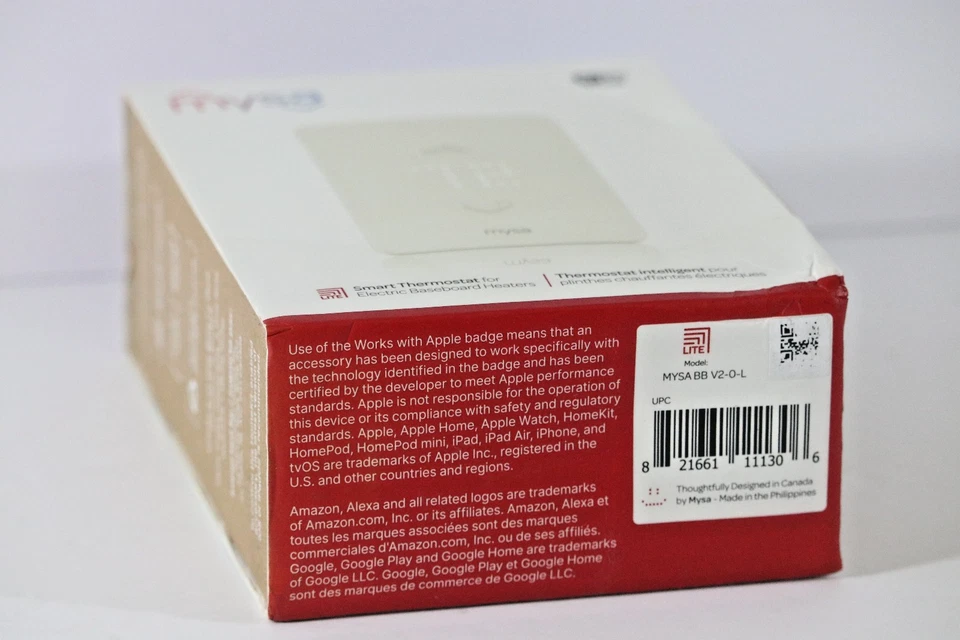 mysa
mysa
Smart Thermostat for
Electric Baseboard Heaters
Thermostat intelligent pour
plinthes chauffantes électriques
LITE
Use of the Works with Apple badge means that an
accessory has been designed to work specifically with
the technology identified in the badge and has been
certified by the developer to meet Apple performance
standards. Apple is not responsible for the operation of
this device or its compliance with safety and regulatory
standards. Apple, Apple Home, Apple Watch, HomeKit,
HomePod, HomePod mini, iPad, iPad Air, iPhone, and
tvOS are trademarks of Apple Inc., registered in the
U.S. and other countries and regions.
Amazon, Alexa and all related logos are trademarks
of Amazon.com, Inc. or its affiliates. Amazon, Alexa et
toutes les marques associées sont des marques
commerciales d'Amazon.com, Inc. ou de ses affiliés.
Google, Google Play and Google Home are trademarks
of Google LLC. Google, Google Play et Google Home
sont des marques de commerce de Google LLC.
LITE
Model:
MYSA BB V2-0-L
UPC
8 21661 11130 6
Thoughtfully Designed in Canada
by Mysa - Made in the Philippines